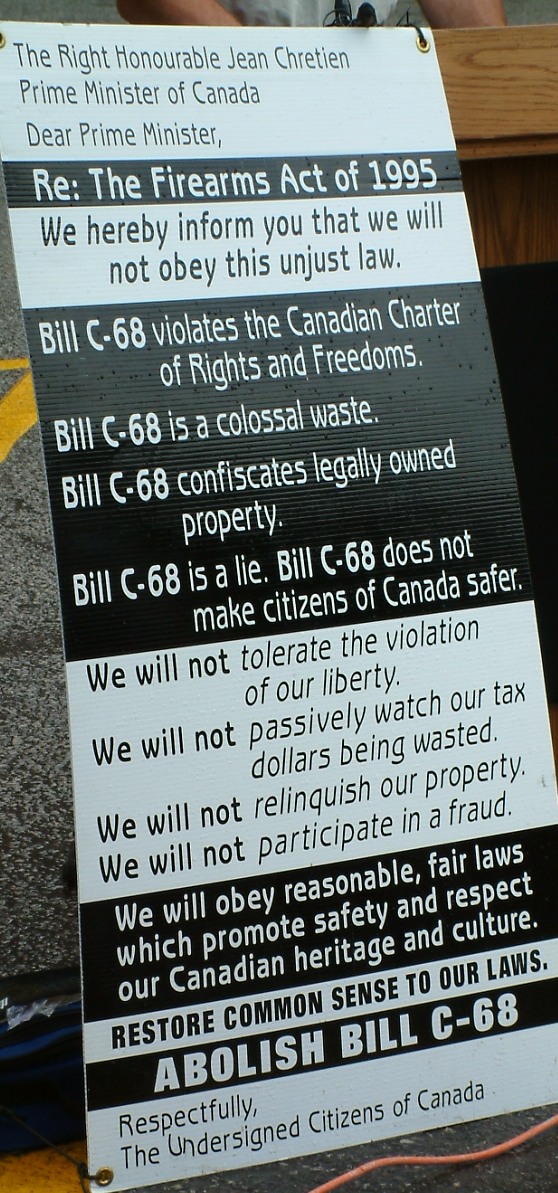 The Right Honourable Jean Chretien
Prime Minister of Canada
Dear Prime Minister,
Re: The Firearms Act of 1995
We hereby inform you that we will
not obey this unjust law.
Bill C-68 violates the Canadian Charter
of Rights and Freedoms.
Bill C-68 is a colossal waste.
Bill C-68 confiscates legally owned
property.
Bill C-68 is a lie. Bill C-68 does not
make citizens of Canada safer.
We will not tolerate the violation
of our liberty.
We will not passively watch our tax
dollars being wasted.
We will not relinquish our property.
We will not participate in a fraud.
We will obey reasonable, fair laws
which promote safety and respect
our Canadian heritage and culture.
RESTORE COMMON SENSE TO OUR LAWS.
ABOLISH BILL C-68
Respectfully,
The Undersigned Citizens of Canada